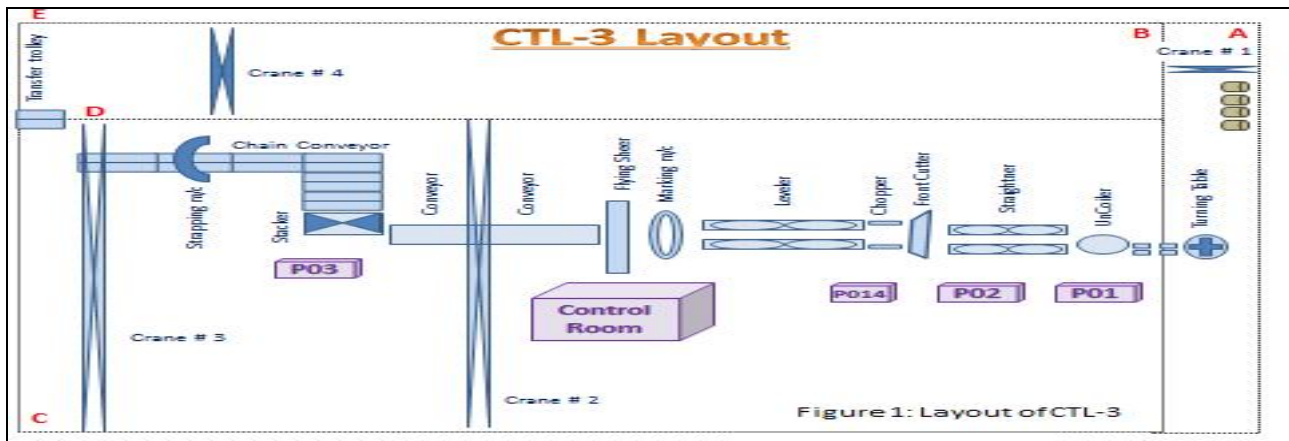 E
CTL-3 Layout
B
A
Crane # 1
Transfer trolley
Crane # 4
D
Chain Conveyor
Strapping m/c
Stacker
Conveyor
Conveyor
Flying Sheer
Marking m/c
Leveler
Chopper
Front Cutter
Straightner
UnCoiler
Turning Table
P03
Control
Room
P014
P02
P01
Crane # 3
C
Crane # 2
Figure 1: Layout of CTL-3